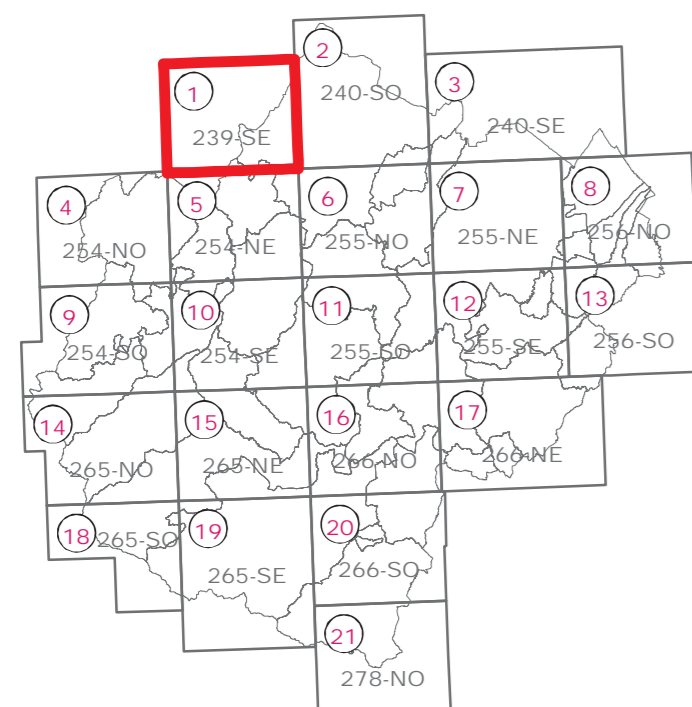 2
240-SO
1
239-SE
3
240-SE
4
254-NO
5
254-NE
6
255-NO
7
255-NE
8
256-NO
9
254-SO
10
254-SE
11
255-SO
12
255-SE
13
256-SO
14
265-NO
15
265-NE
16
266-NO
17
266-NE
18
265-SO
19
265-SE
20
266-SO
21
278-NO